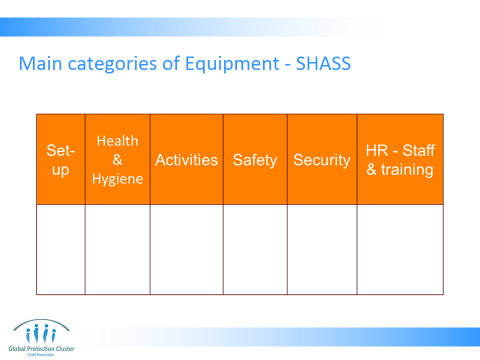 Main categories of Equipment - SHASS
Set-
up
Health
&
Hygiene
Activities
Safety
Security
HR - Staff
& training
Global Protection Cluster
Child Protection